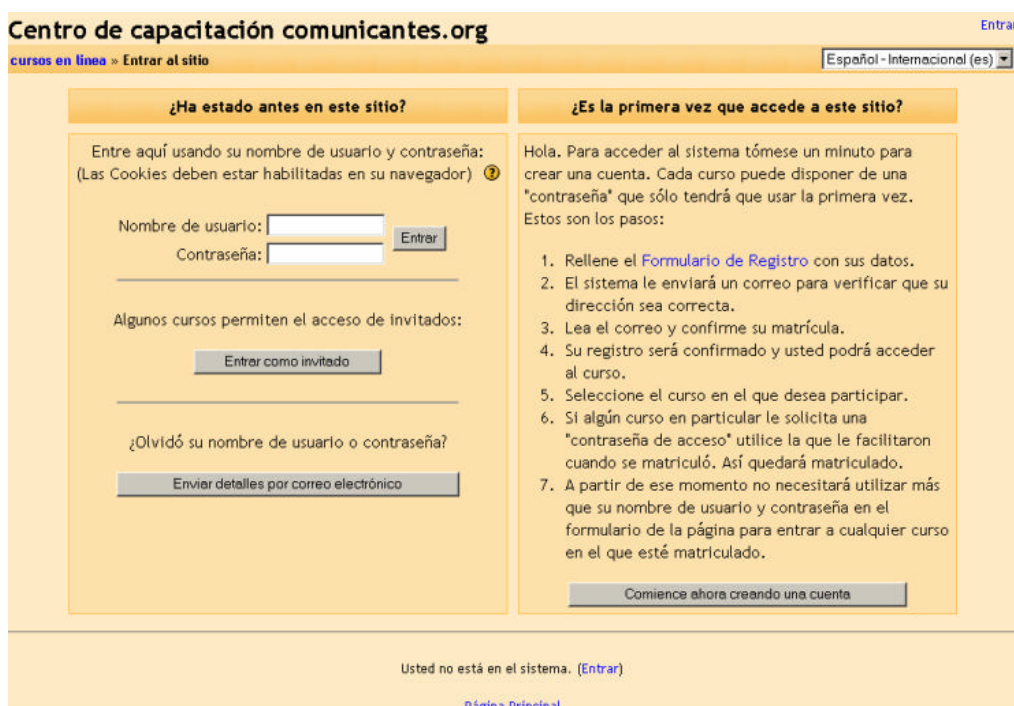 Centro de capacitación comunicantes.org
Entrar
cursos en linea » Entrar al sitio
Español - Internacional (es)
¿Ha estado antes en este sitio?
Entre aquí usando su nombre de usuario y contraseña:
(Las Cookies deben estar habilitadas en su navegador) ?
Nombre de usuario:
Contraseña:
Entrar
Algunos cursos permiten el acceso de invitados:
Entrar como invitado
¿Olvidó su nombre de usuario o contraseña?
Enviar detalles por correo electrónico
¿Es la primera vez que accede a este sitio?
Hola. Para acceder al sistema tómese un minuto para
crear una cuenta. Cada curso puede disponer de una
"contraseña" que sólo tendrá que usar la primera vez.
Estos son los pasos:
1. Rellene el Formulario de Registro con sus datos.
2. El sistema le enviará un correo para verificar que su
dirección sea correcta.
3. Lea el correo y confirme su matrícula.
4. Su registro será confirmado y usted podrá acceder
al curso.
5. Seleccione el curso en el que desea participar.
6. Si algún curso en particular le solicita una
"contraseña de acceso" utilice la que le facilitaron
cuando se matriculó. Así quedará matriculado.
7. A partir de ese momento no necesitará utilizar más
que su nombre de usuario y contraseña en el
formulario de la página para entrar a cualquier curso
en el que esté matriculado.
Comience ahora creando una cuenta
Usted no está en el sistema. (Entrar)
Página Principal